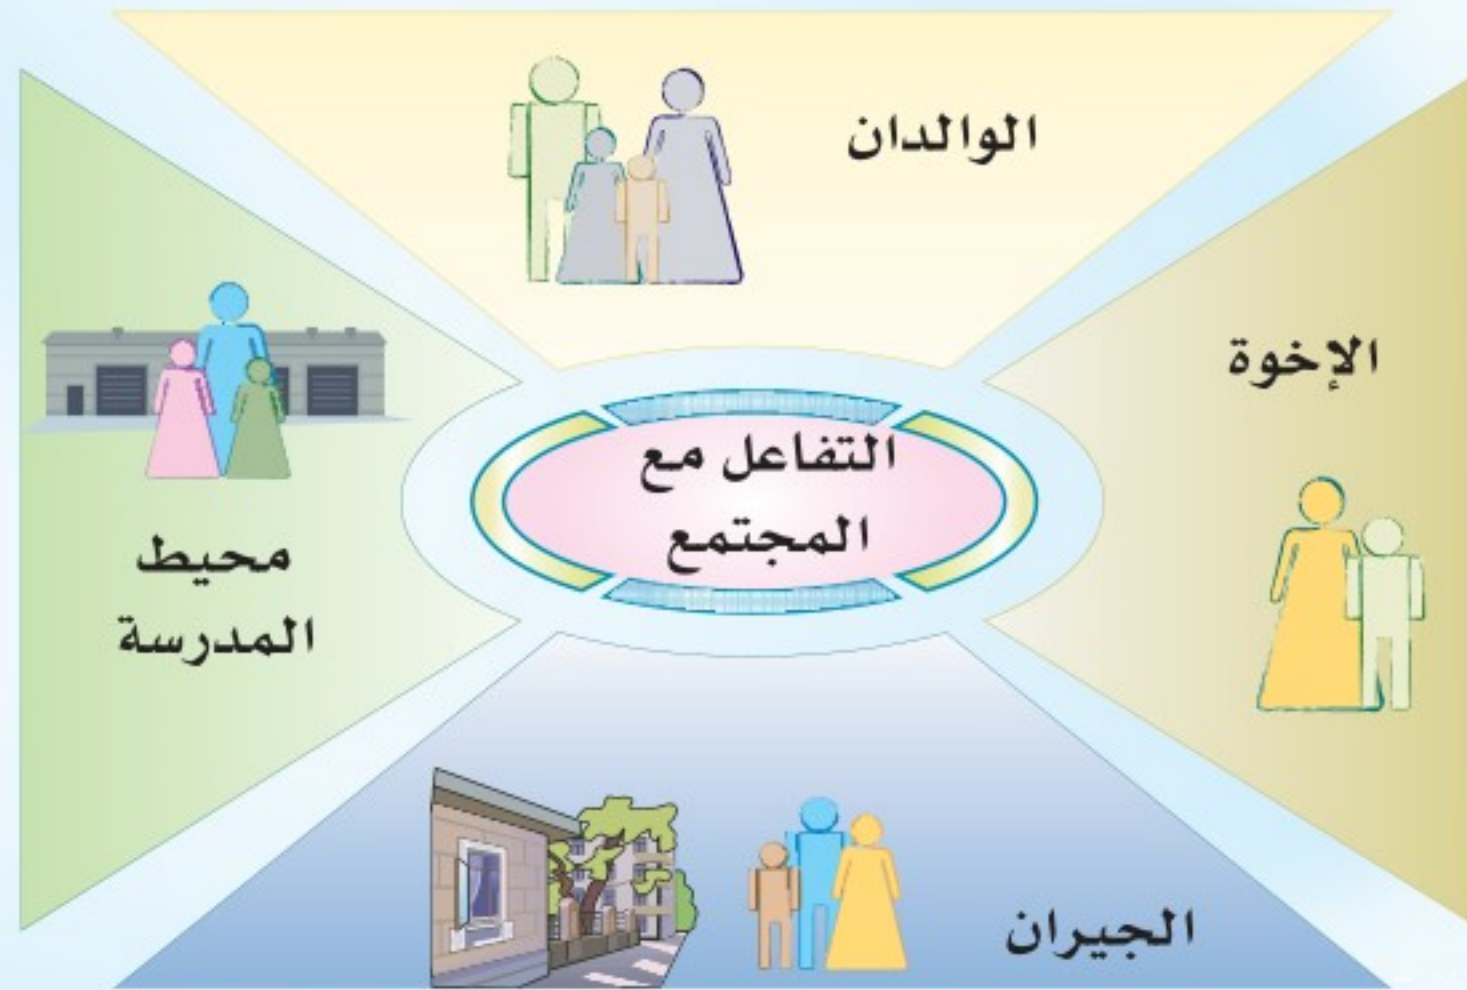 الوالدان
الإخوة
التفاعل مع
المجتمع
محيط
المدرسة
الجيران